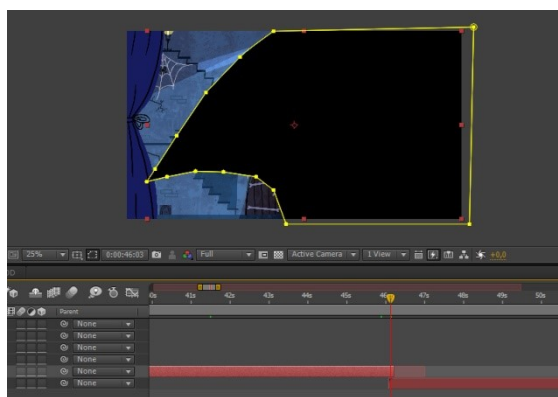 25%
0:00:46:03
Full
Active Camera
1 View
+0,0
0s 41s 42s 43s 44s 45s 46s 47s 48s 49s 50s
Parent
None
None
None
None
None
None